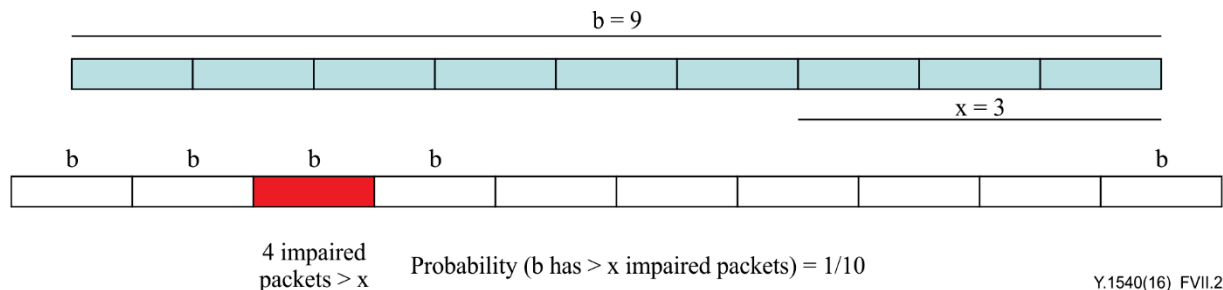 b = 9
x = 3
b b b b b
4 impaired
packets > x
Probability (b has > x impaired packets) = 1/10
Y.1540(16) FVII.2